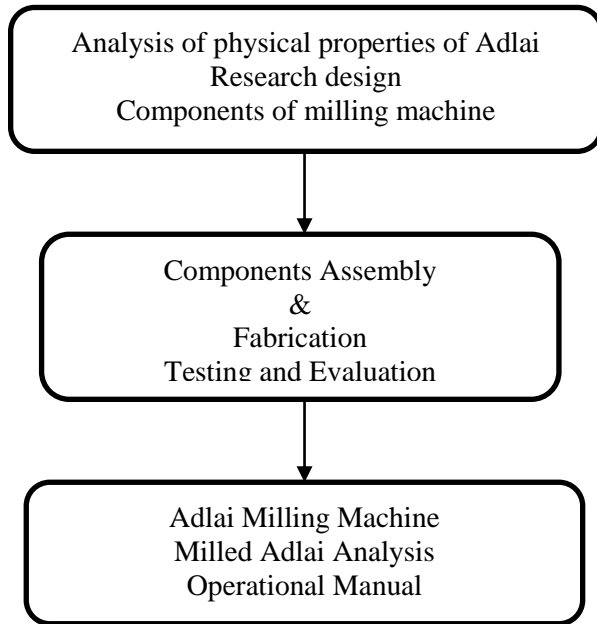 Analysis of physical properties of Adlai
Research design
Components of milling machine
Components Assembly
&
Fabrication
Testing and Evaluation
Adlai Milling Machine
Milled Adlai Analysis
Operational Manual